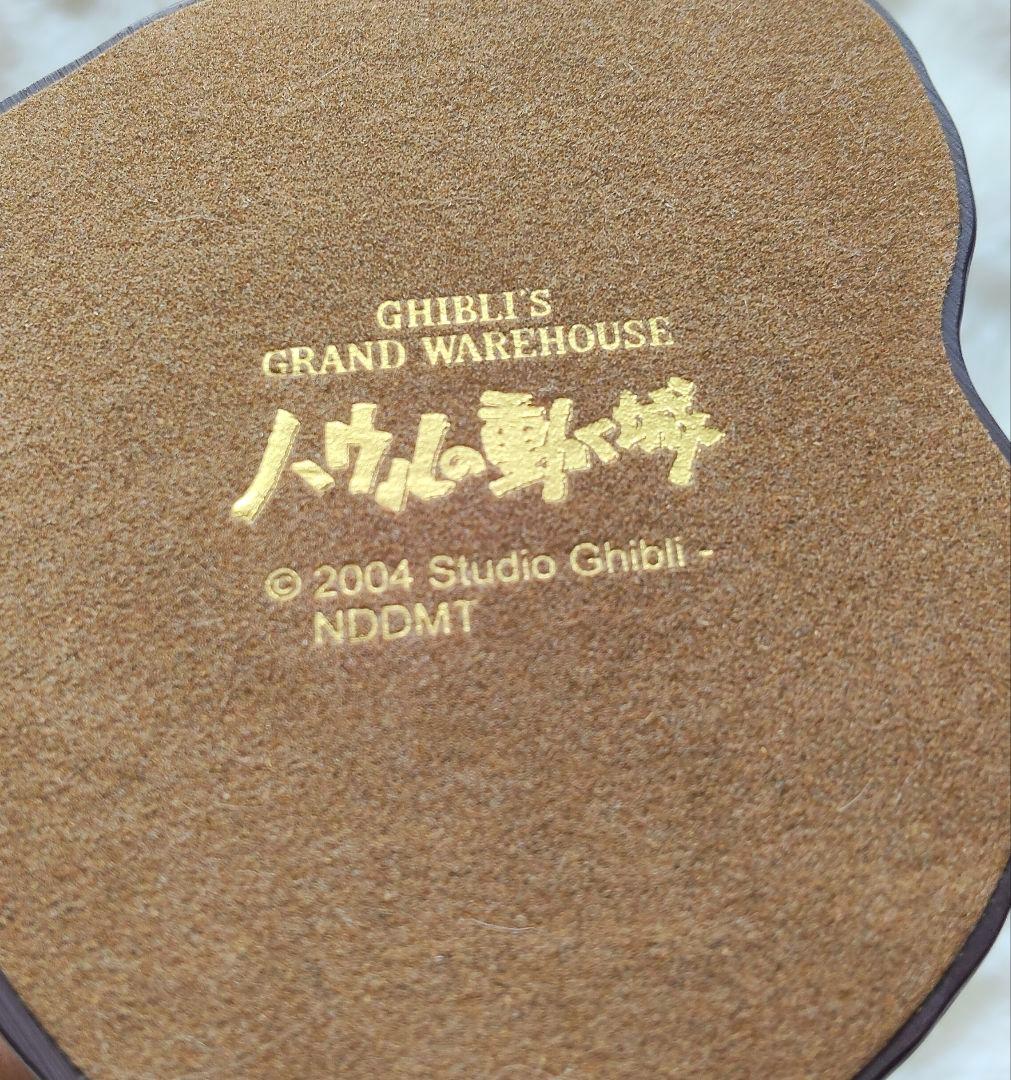 GHIBLI'S
GRAND WAREHOUSE
ハウルの動く城
© 2004 Studio Ghibli -
NDDMT